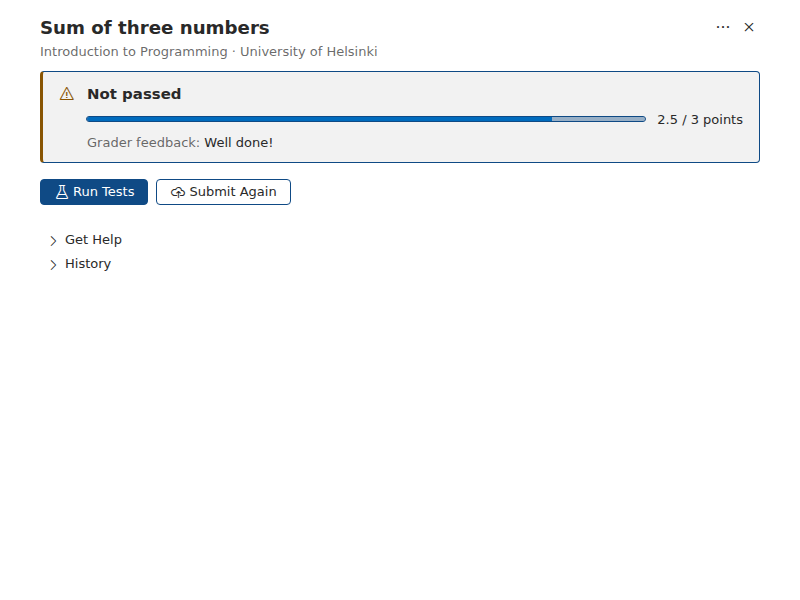 Sum of three numbers
Introduction to Programming · University of Helsinki
Not passed
2.5 / 3 points
Grader feedback: Well done!
Run Tests
Submit Again
Get Help
History